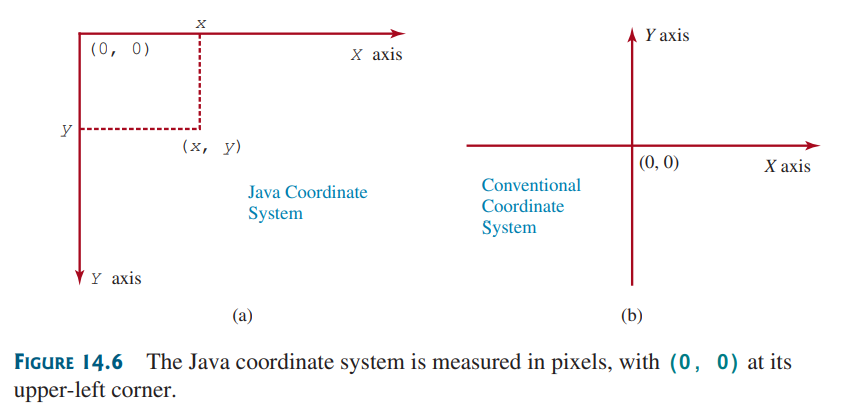 x
(0, 0)
X axis
y
(x, y)
Java Coordinate
System
Y axis
(a)
Y axis
(0, 0)
X axis
Conventional
Coordinate
System
(b)
FIGURE 14.6 The Java coordinate system is measured in pixels, with (0, 0) at its
upper-left corner.